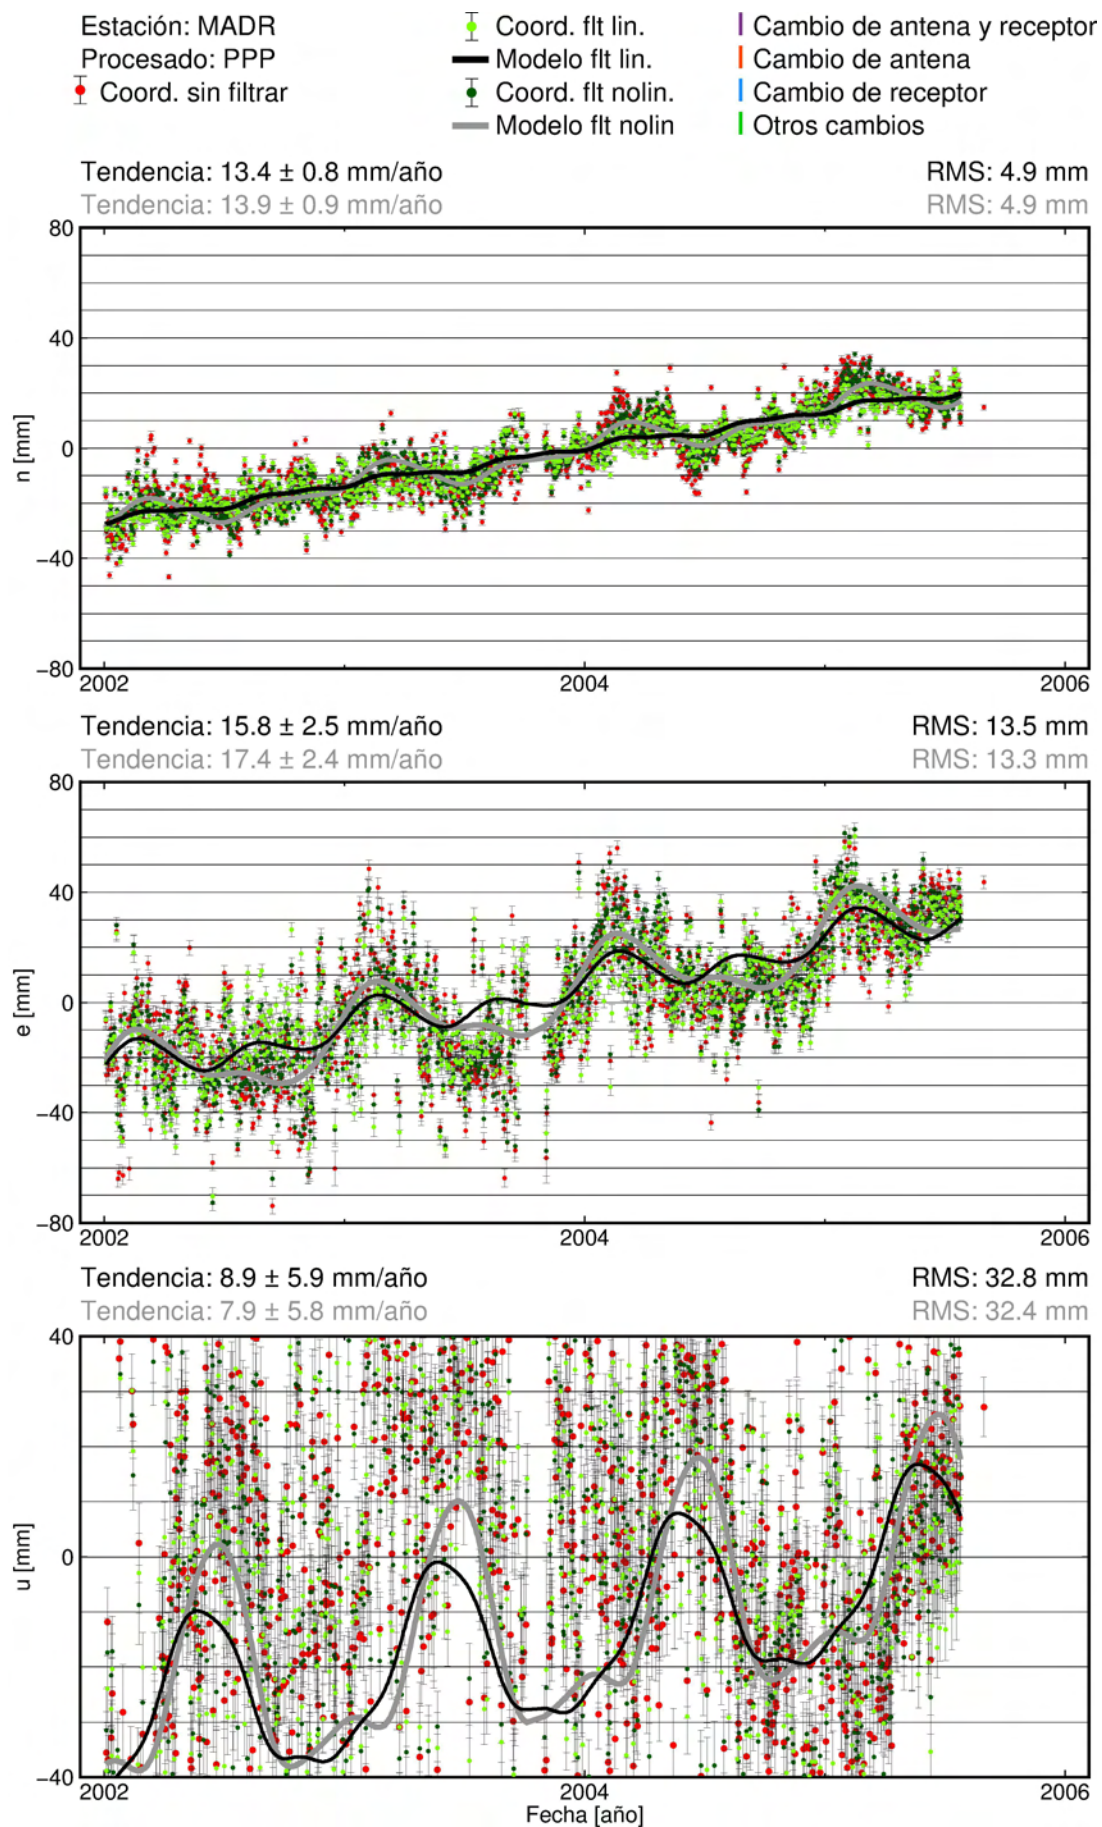 Estación: MADR
Procesado: PPP
Coord. sin filtrar
Coord. flt lin.
Modelo flt lin.
Coord. flt nolin.
Modelo flt nolin
Cambio de antena y receptor
Cambio de antena
Cambio de receptor
Otros cambios
Tendencia: 13.4 ± 0.8 mm/año
RMS: 4.9 mm
Tendencia: 13.9 ± 0.9 mm/año
RMS: 4.9 mm
80
40
0
−40
−80
n [mm]
2002
2004
2006
Tendencia: 15.8 ± 2.5 mm/año
RMS: 13.5 mm
Tendencia: 17.4 ± 2.4 mm/año
RMS: 13.3 mm
80
40
0
−40
−80
e [mm]
2002
2004
2006
Tendencia: 8.9 ± 5.9 mm/año
RMS: 32.8 mm
Tendencia: 7.9 ± 5.8 mm/año
RMS: 32.4 mm
40
0
−40
u [mm]
2002
2004
2006
Fecha [año]